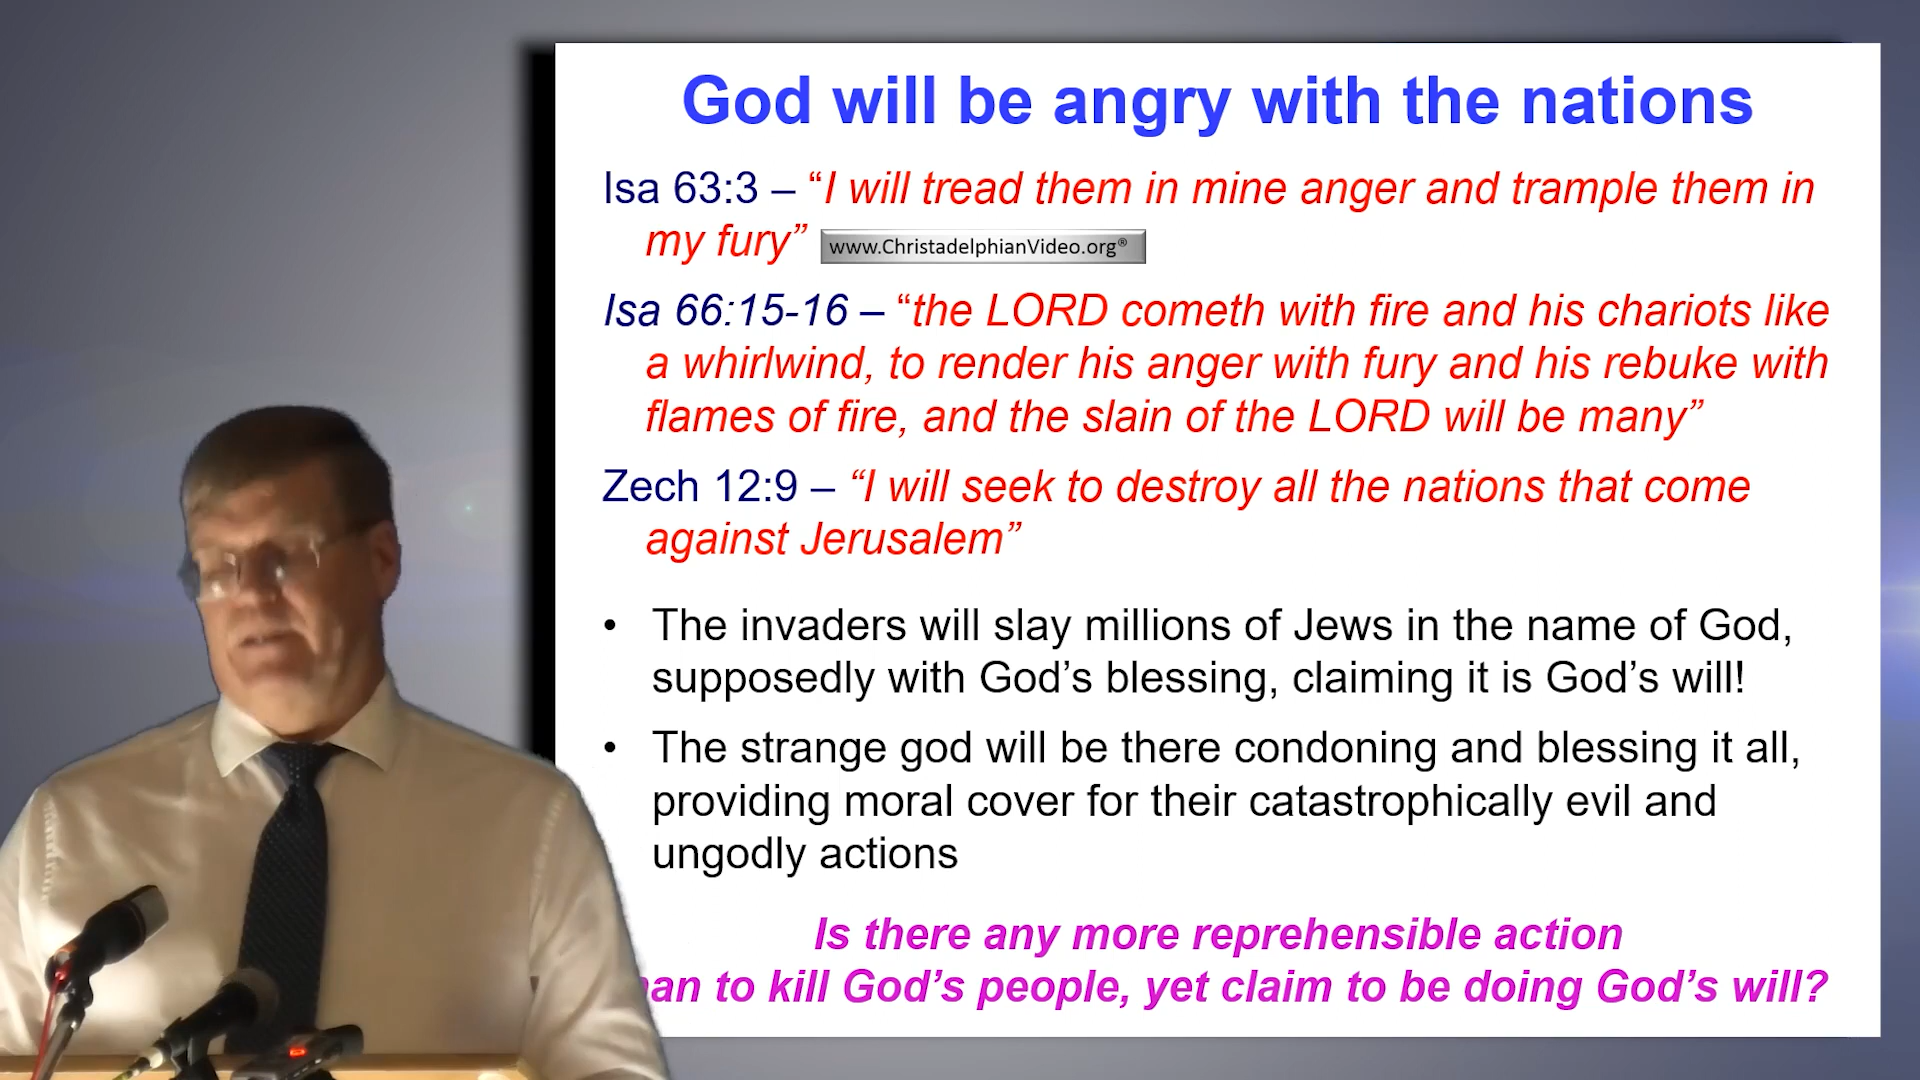 God will be angry with the nations
Isa 63:3 – “I will tread them in mine anger and trample them in
my fury”
www.ChristadelphianVideo.org®
Isa 66:15-16 – “the LORD cometh with fire and his chariots like
a whirlwind, to render his anger with fury and his rebuke with
flames of fire, and the slain of the LORD will be many”
Zech 12:9 – “I will seek to destroy all the nations that come
against Jerusalem”
• The invaders will slay millions of Jews in the name of God,
supposedly with God’s blessing, claiming it is God’s will!
• The strange god will be there condoning and blessing it all,
providing moral cover for their catastrophically evil and
ungodly actions
Is there any more reprehensible action
to kill God’s people, yet claim to be doing God’s will?